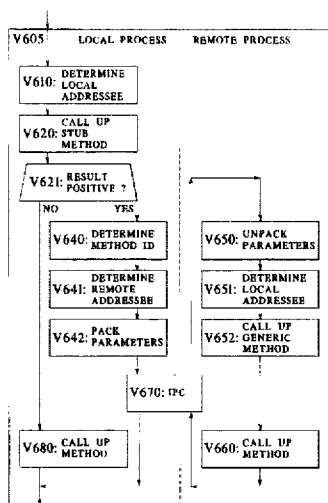 V605 LOCAL PROCESS REMOTE PROCESS
V610: DETERMINE
LOCAL
ADDRESSEE
V620: CALL UP
STUB
METHOD
V621: RESULT
POSITIVE ?
NO YES
V640: DETERMINE
METHOD ID
V650: UNPACK
PARAMETERS
V641: DETERMINE
REMOTE
ADDRESSEE
V651: DETERMINE
LOCAL
ADDRESSEE
V642: PACK
PARAMETERS
V652: CALL UP
GENERIC
METHOD
V670: IPC
V680: CALL UP
METHOD
V660: CALL UP
METHOD